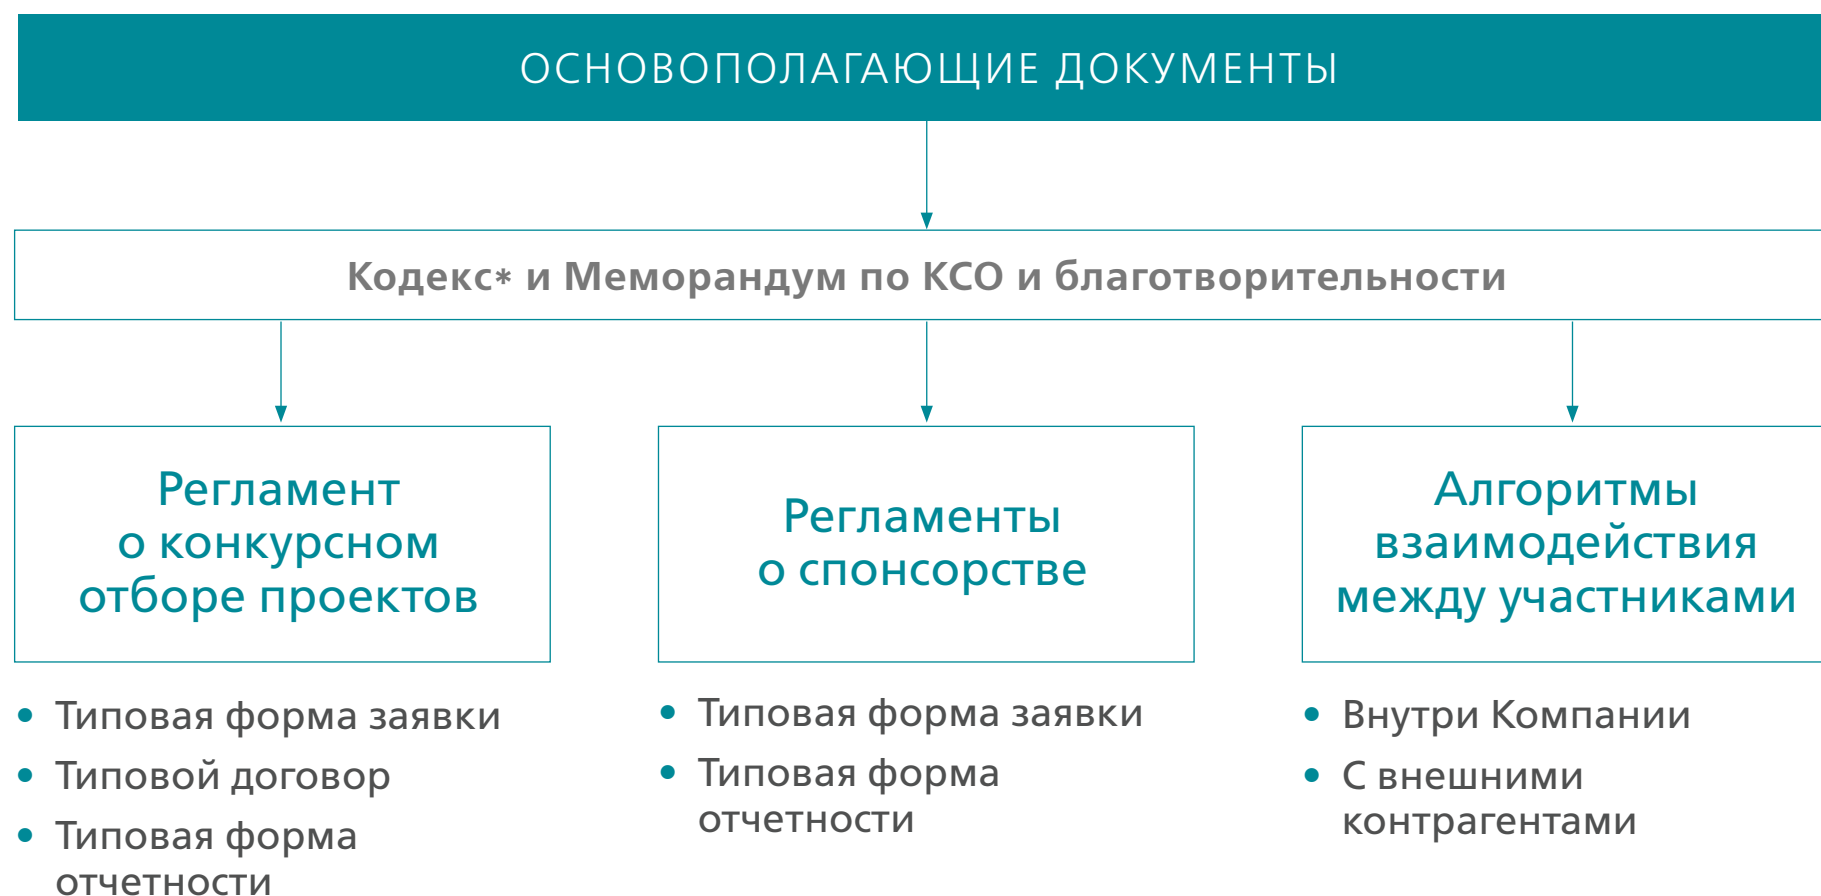 ОСНОВОПОЛАГАЮЩИЕ ДОКУМЕНТЫ
Кодекс* и Меморандум по КСО и благотворительности
Регламент
о конкурсном
отборе проектов
• Типовая форма заявки
• Типовой договор
• Типовая форма
отчетности
Регламенты
о спонсорстве
• Типовая форма заявки
• Типовая форма
отчетности
Алгоритмы
взаимодействия
между участниками
• Внутри Компании
• С внешними
контрагентами